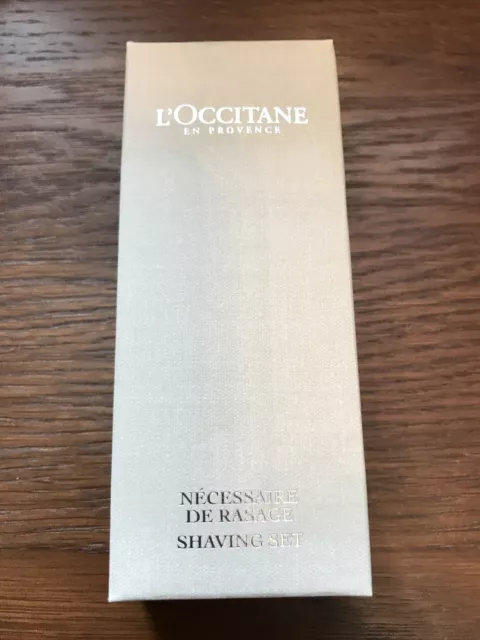 L'OCCITANE
EN PROVENCE
NÉCESSAIRE
DE RASAGE
SHAVING SET